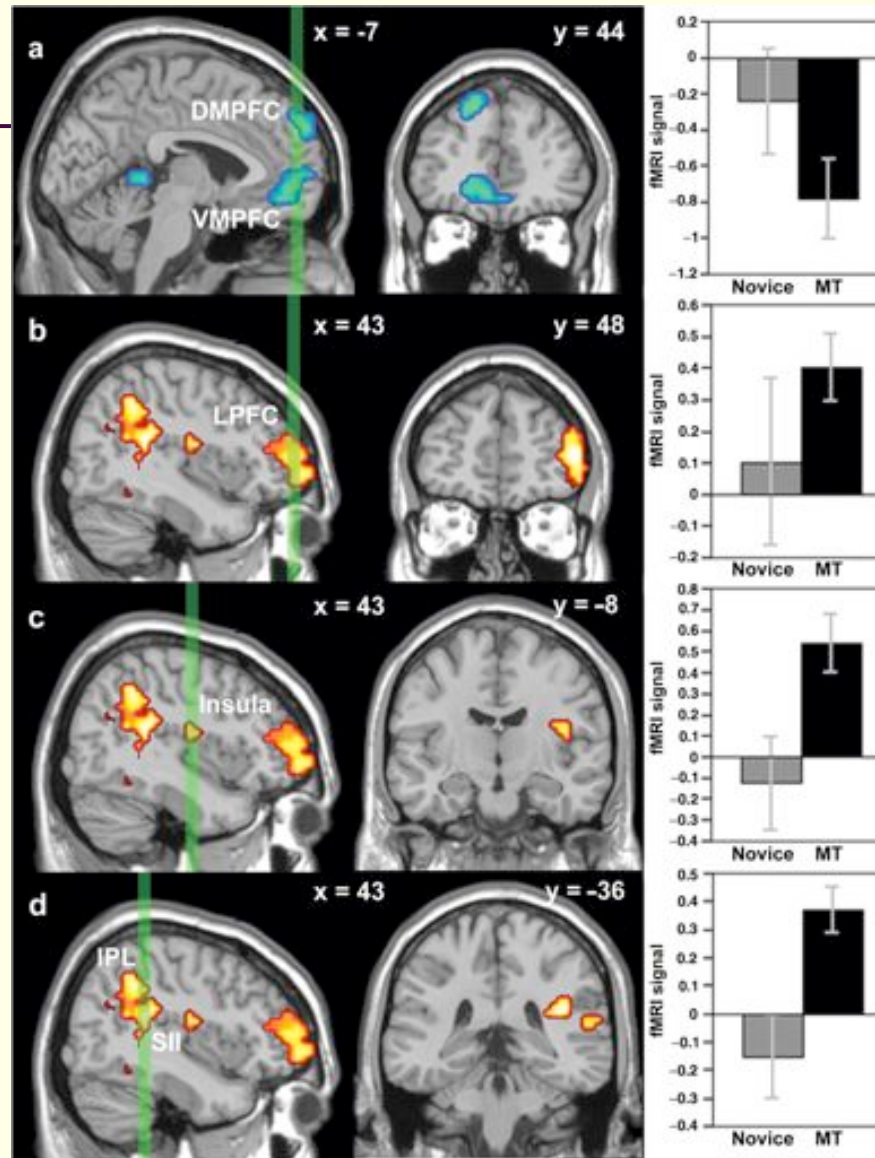 a
x = -7
y = 44
DMPFC
VMPFC
fMRI signal
0.2
0
-0.2
-0.4
-0.6
-0.8
-1
-1.2
Novice MT
b
x = 43
y = 48
LPFC
fMRI signal
0.6
0.5
0.4
0.3
0.2
0.1
0
-0.1
-0.2
Novice MT
c
x = 43
y = -8
Insula
fMRI signal
0.8
0.7
0.6
0.5
0.4
0.3
0.2
0.1
0
-0.1
-0.2
-0.3
-0.4
Novice MT
d
x = 43
y = -36
IPL
SII
fMRI signal
0.5
0.4
0.3
0.2
0.1
0
-0.1
-0.2
-0.3
-0.4
Novice MT